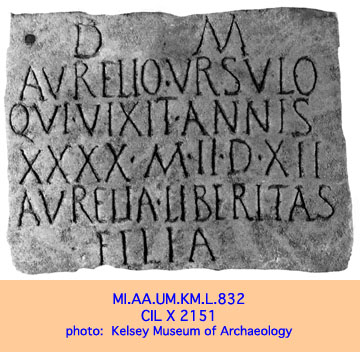 D M
AVRELIO·VRSVLO
QVI·VIXIT·ANNIS
XXXX·M·II·D·XII
AVRELIA·LIBERITAS
FILIA
MI.AA.UM.KM.L.832
CIL X 2151
photo: Kelsey Museum of Archaeology